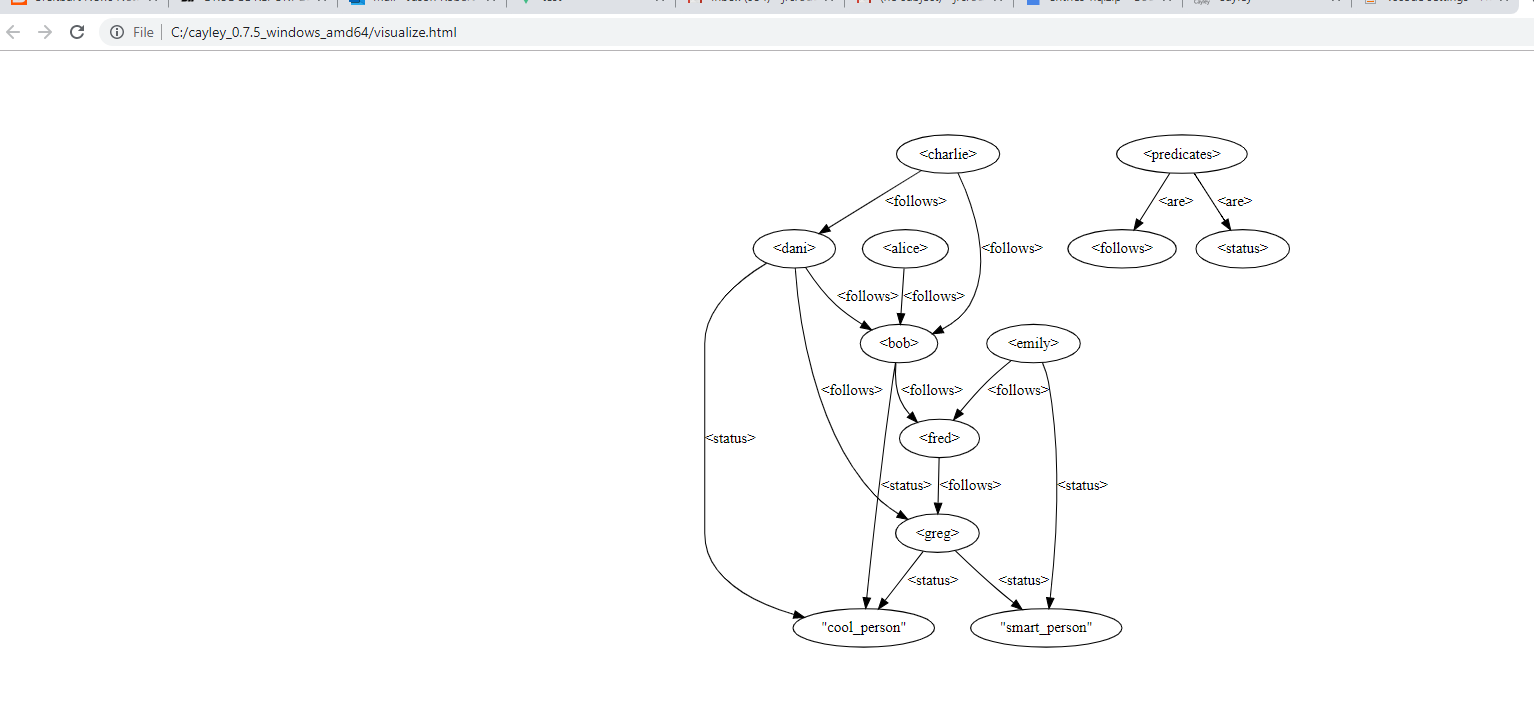 File
C:/cayley_0.7.5_windows_amd64/visualize.html
<charlie>
<predicates>
<follows>
<are>
<are>
<dani>
<alice>
<follows>
<follows>
<status>
<follows>
<follows>
<bob>
<emily>
<follows>
<follows>
<follows>
<fred>
<status>
<status>
<follows>
<status>
<greg>
<status>
<status>
"cool_person"
"smart_person"